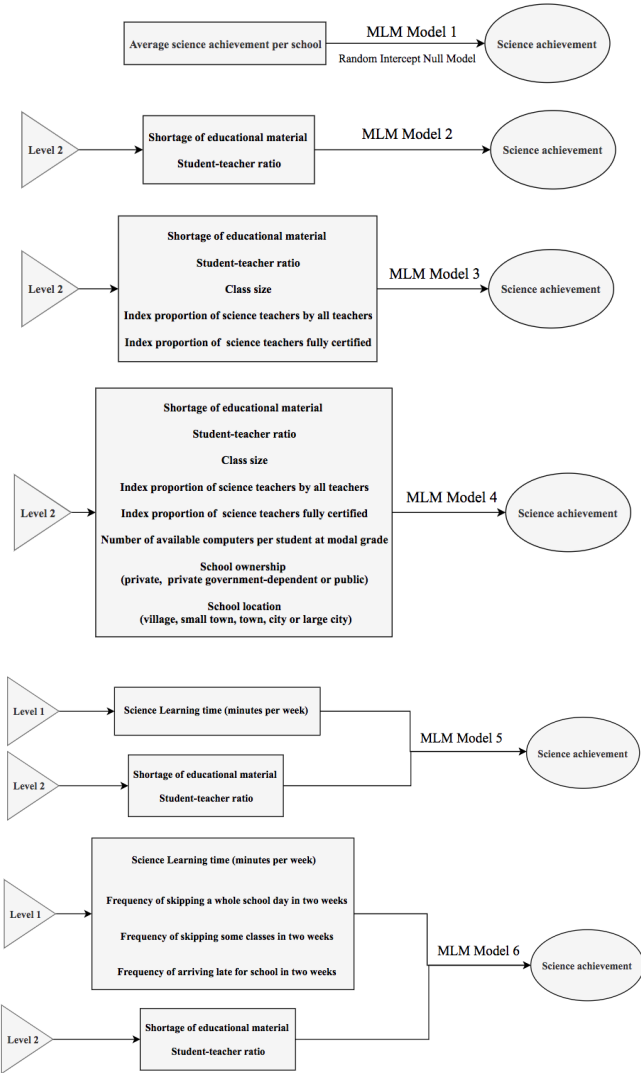 MLM Model 1
Average science achievement per school
Random Intercept Null Model
Science achievement
Level 2
Shortage of educational material
Student-teacher ratio
MLM Model 2
Science achievement
Level 2
Shortage of educational material
Student-teacher ratio
Class size
Index proportion of science teachers by all teachers
Index proportion of science teachers fully certified
MLM Model 3
Science achievement
Level 2
Shortage of educational material
Student-teacher ratio
Class size
Index proportion of science teachers by all teachers
Index proportion of science teachers fully certified
Number of available computers per student at modal grade
School ownership
(private, private government-dependent or public)
School location
(village, small town, town, city or large city)
MLM Model 4
Science achievement
Level 1
Science Learning time (minutes per week)
Level 2
Shortage of educational material
Student-teacher ratio
MLM Model 5
Science achievement
Level 1
Science Learning time (minutes per week)
Frequency of skipping a whole school day in two weeks
Frequency of skipping some classes in two weeks
Frequency of arriving late for school in two weeks
Level 2
Shortage of educational material
Student-teacher ratio
MLM Model 6
Science achievement